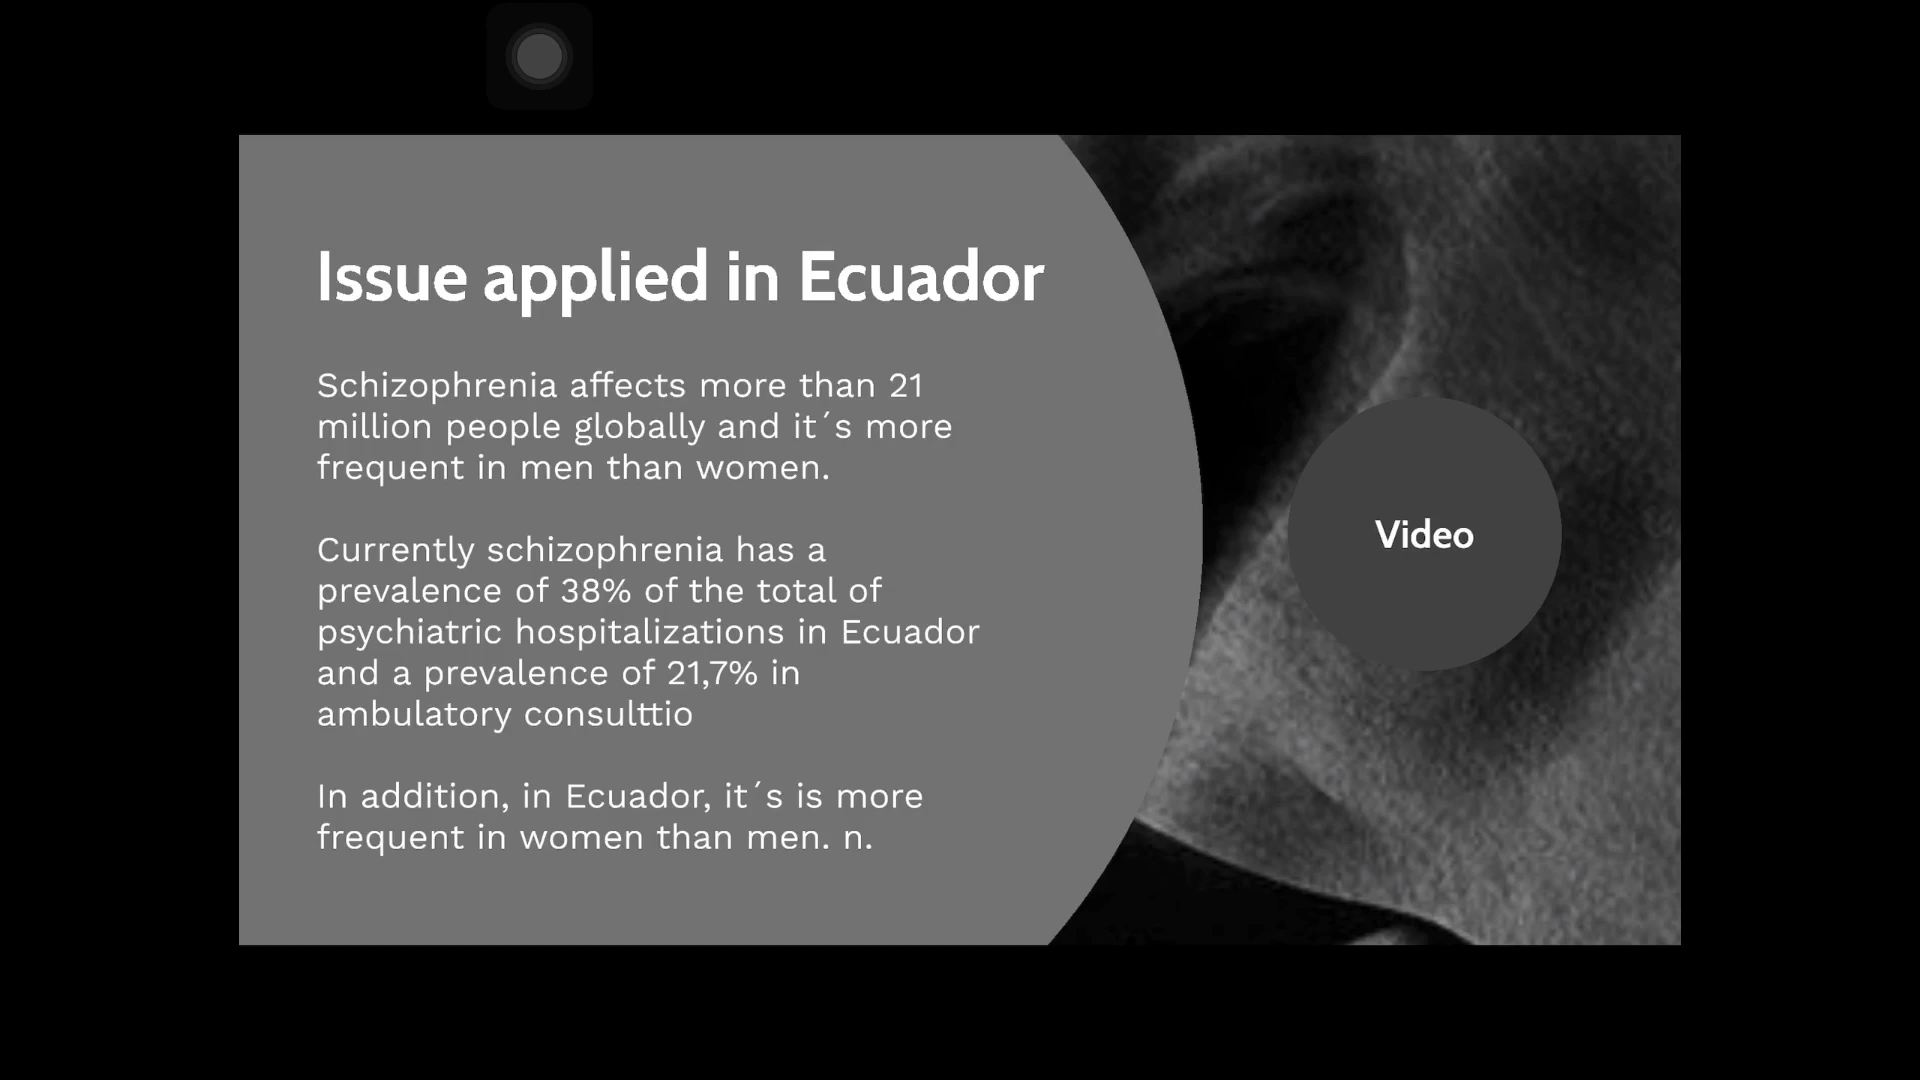 Issue applied in Ecuador
Schizophrenia affects more than 21
million people globally and it´s more
frequent in men than women.
Currently schizophrenia has a
prevalence of 38% of the total of
psychiatric hospitalizations in Ecuador
and a prevalence of 21,7% in
ambulatory consulttio
In addition, in Ecuador, it´s is more
frequent in women than men. n.
Video